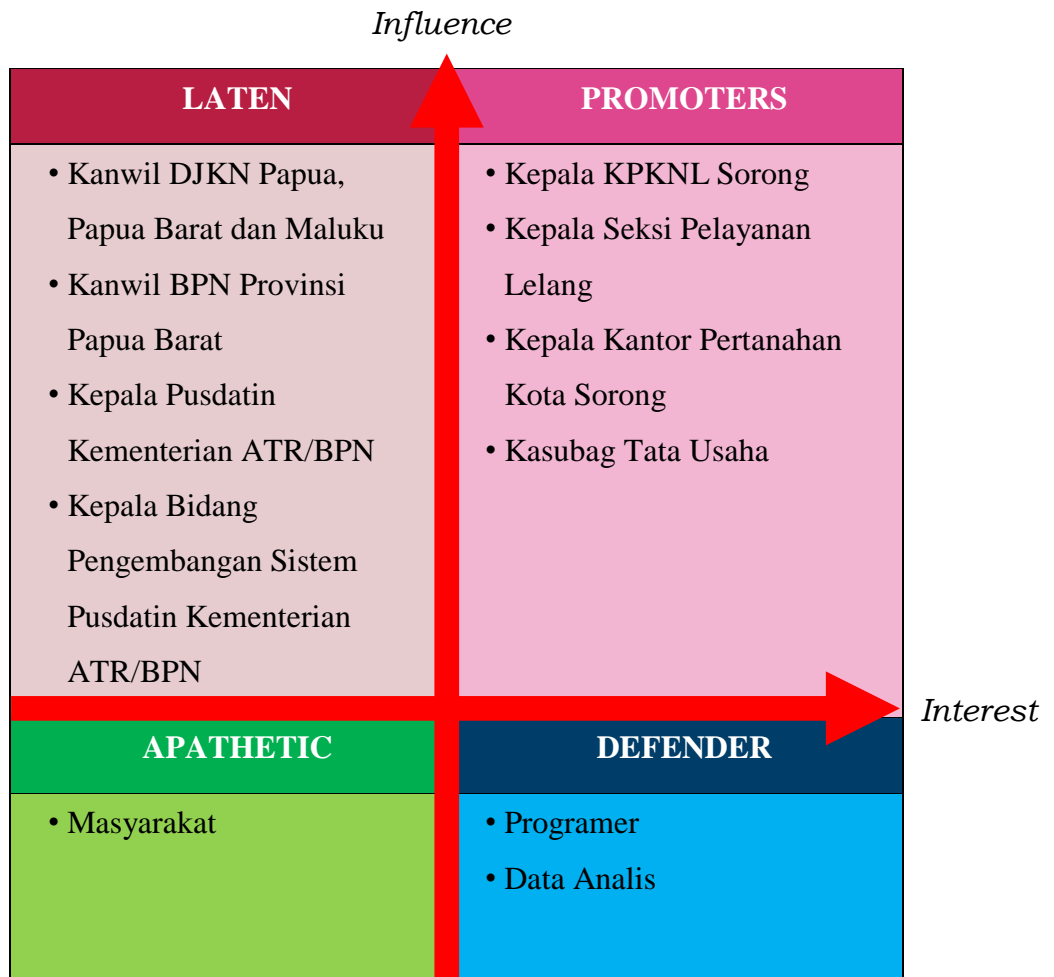 Influence
LATEN
PROMOTERS
• Kanwil DJKN Papua,
Papua Barat dan Maluku
• Kanwil BPN Provinsi
Papua Barat
• Kepala Pusdatin
Kementerian ATR/BPN
• Kepala Bidang
Pengembangan Sistem
Pusdatin Kementerian
ATR/BPN
• Kepala KPKNL Sorong
• Kepala Seksi Pelayanan
Lelang
• Kepala Kantor Pertanahan
Kota Sorong
• Kasubag Tata Usaha
Interest
APATHETIC
DEFENDER
• Masyarakat
• Programer
• Data Analis